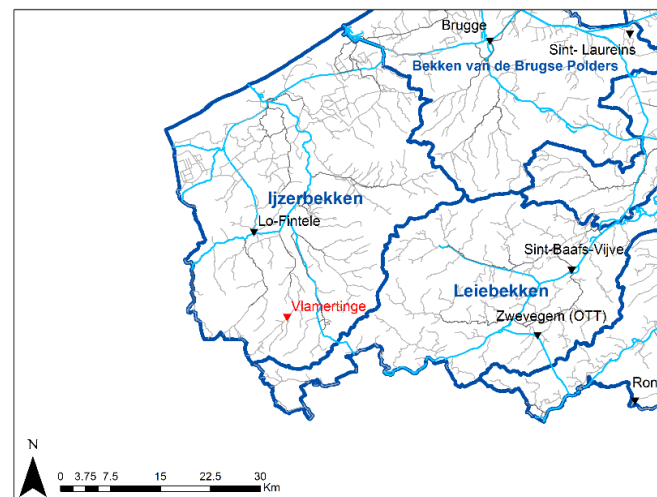 Brugge
Sint- Laureins
Bekken van de Brugse Polders
Ijzerbekken
Lo-Fintele
Sint-Baafs-Vijve
Leiebekken
Vlamertinge
Zwevegem (OTT)
Ron
N
0 3.75 7.5 15 22.5 30
Km